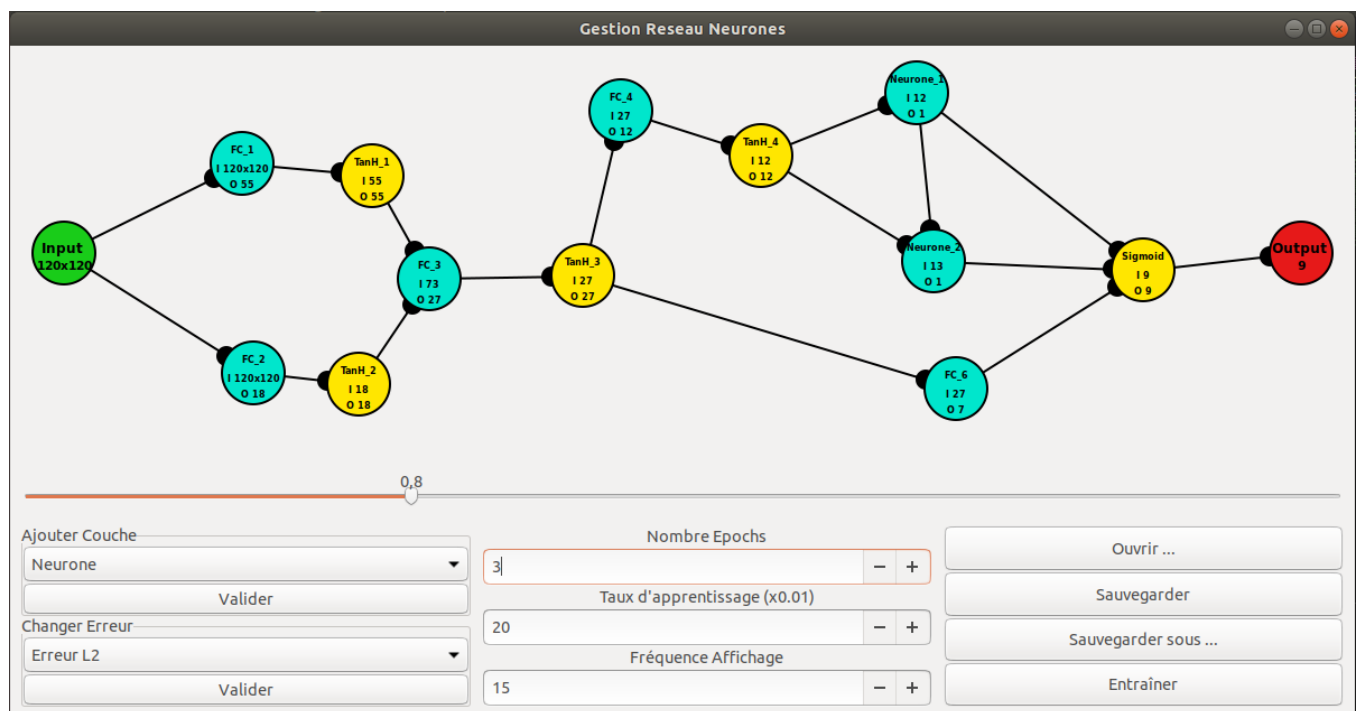 Gestion Reseau Neurones
Input
120x120
FC_1
I 120x120
O 55
TanH_1
I 55
O 55
FC_2
I 120x120
O 18
TanH_2
I 18
O 18
FC_3
I 73
O 27
TanH_3
I 27
O 27
FC_4
I 27
O 12
TanH_4
I 12
O 12
Neurone_1
I 12
O 1
Neurone_2
I 13
O 1
FC_6
I 27
O 7
Sigmoid
I 9
O 9
Output
9
0,8
Ajouter Couche
Neurone
Valider
Changer Erreur
Erreur L2
Valider
Nombre Epochs
3
Taux d'apprentissage (x0.01)
20
Fréquence Affichage
15
Ouvrir ...
Sauvegarder
Sauvegarder sous ...
Entraîner